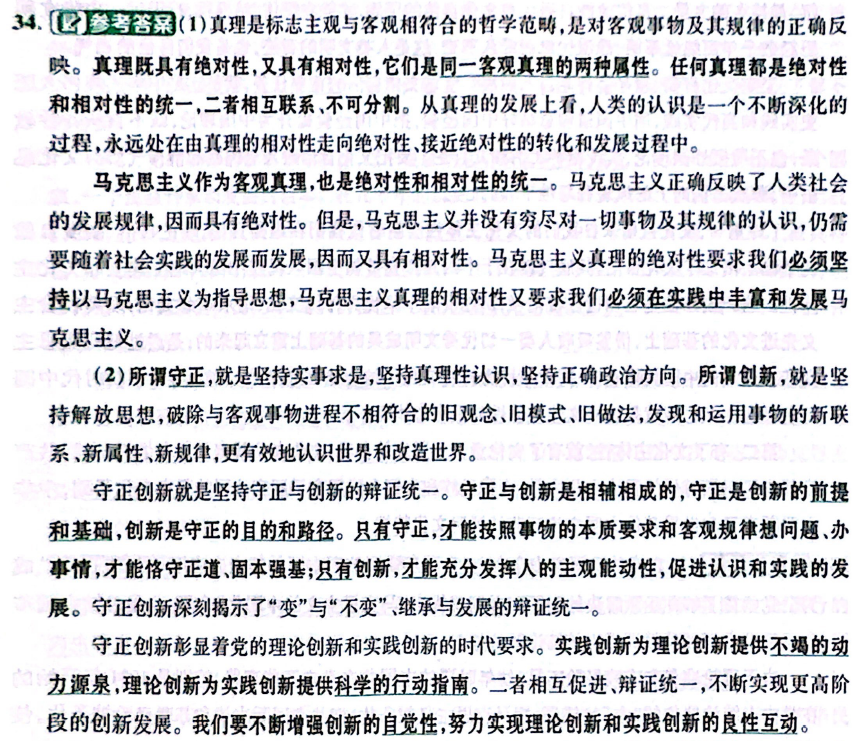 34. 参考答案 (1)真理是标志主观与客观相符合的哲学范畴,是对客观事物及其规律的正确反
映。真理既具有绝对性,又具有相对性,它们是同一客观真理的两种属性。任何真理都是绝对性
和相对性的统一,二者相互联系、不可分割。从真理的发展上看,人类的认识是一个不断深化的
过程,永远处在由真理的相对性走向绝对性、接近绝对性的转化和发展过程中。
马克思主义作为客观真理,也是绝对性和相对性的统一。马克思主义正确反映了人类社会
的发展规律,因而具有绝对性。但是,马克思主义并没有穷尽对一切事物及其规律的认识,仍需
要随着社会实践的发展而发展,因而又具有相对性。马克思主义真理的绝对性要求我们必须坚
持以马克思主义为指导思想,马克思主义真理的相对性又要求我们必须在实践中丰富和发展马
克思主义。
(2)所谓守正,就是坚持实事求是,坚持真理性认识,坚持正确政治方向。所谓创新,就是坚
持解放思想,破除与客观事物进程不相符合的旧观念、旧模式、旧做法,发现和运用事物的新联
系、新属性、新规律,更有效地认识世界和改造世界。
守正创新就是坚持守正与创新的辩证统一。守正与创新是相辅相成的,守正是创新的前提
和基础,创新是守正的目的和路径。只有守正,才能按照事物的本质要求和客观规律想问题、办
事情,才能恪守正道、固本强基;只有创新,才能充分发挥人的主观能动性,促进认识和实践的发
展。守正创新深刻揭示了“变”与“不变”、继承与发展的辩证统一。
守正创新彰显着党的理论创新和实践创新的时代要求。实践创新为理论创新提供不竭的动
力源泉,理论创新为实践创新提供科学的行动指南。二者相互促进、辩证统一,不断实现更高阶
段的创新发展。我们要不断增强创新的自觉性,努力实现理论创新和实践创新的良性互动。